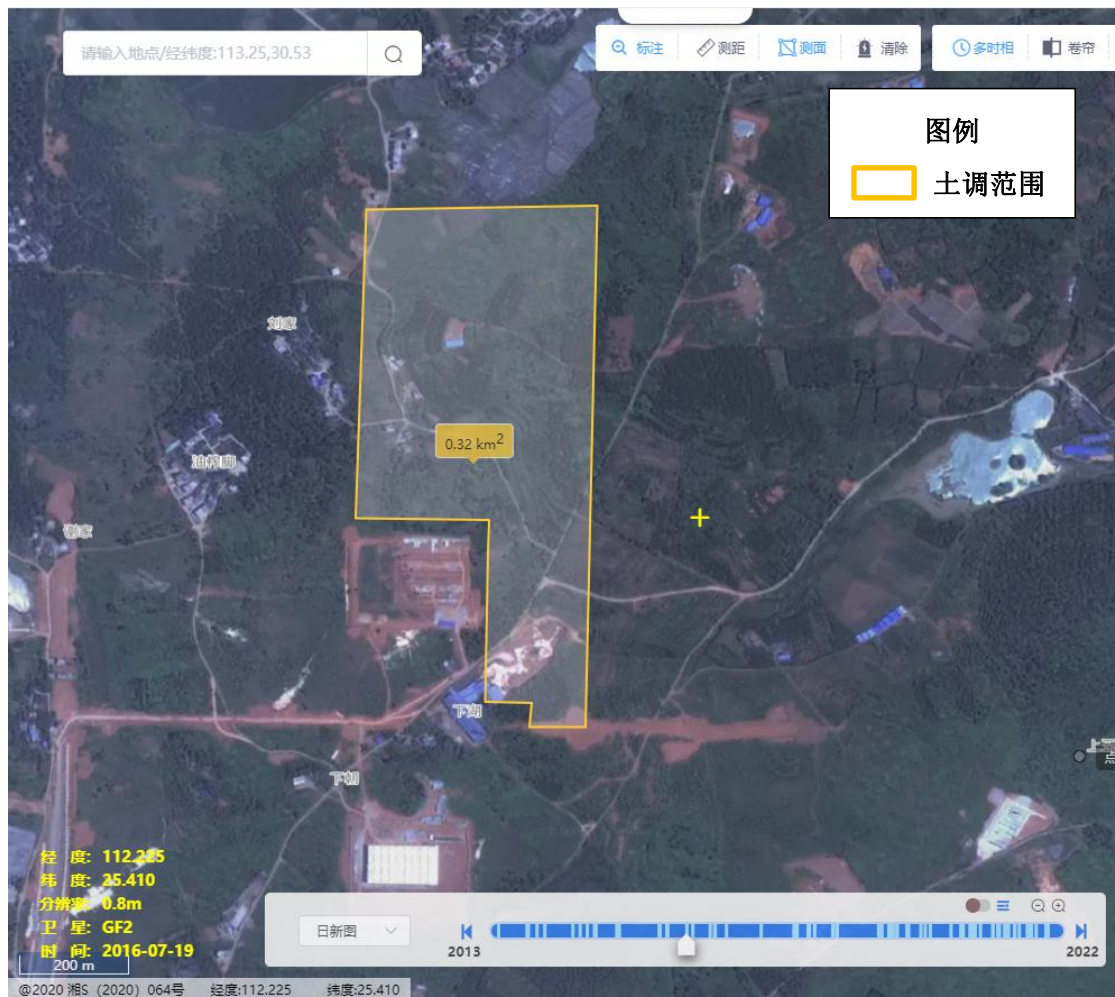 请输入地点/经纬度:113.25,30.53
标注
测距
测面
清除
多时相
卷帘
图例
土调范围
刘家
0.32 km²
油榨脚
谢家
下湖
下朝
点
经 度: 112.225
纬 度: 25.410
分辨率: 0.8m
卫 星: GF2
时 间: 2016-07-19
200 m
日新图
2013
2022
@2020 湘S（2020）064号 经度:112.225 纬度:25.410